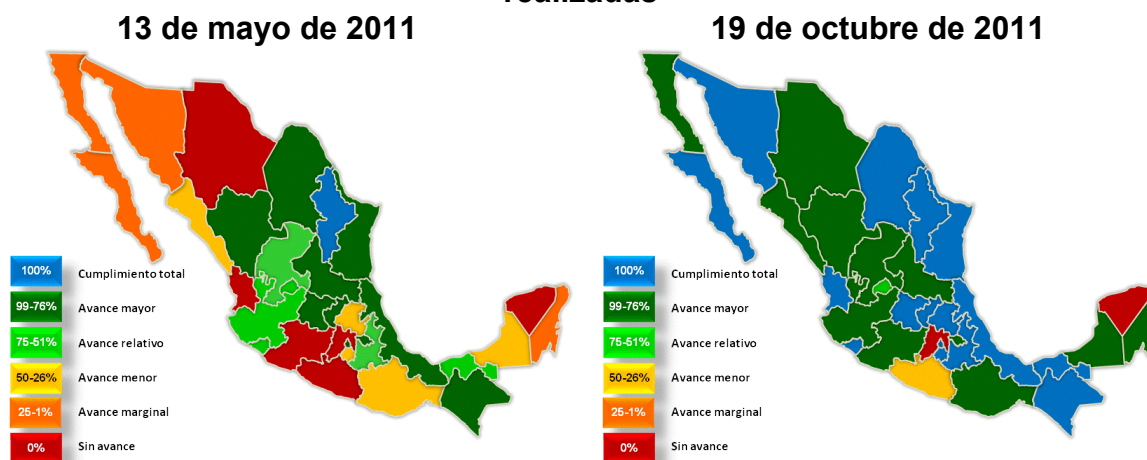 realizadas
13 de mayo de 2011
19 de octubre de 2011
100% Cumplimiento total
99-76% Avance mayor
75-51% Avance relativo
50-26% Avance menor
25-1% Avance marginal
0% Sin avance
100% Cumplimiento total
99-76% Avance mayor
75-51% Avance relativo
50-26% Avance menor
25-1% Avance marginal
0% Sin avance